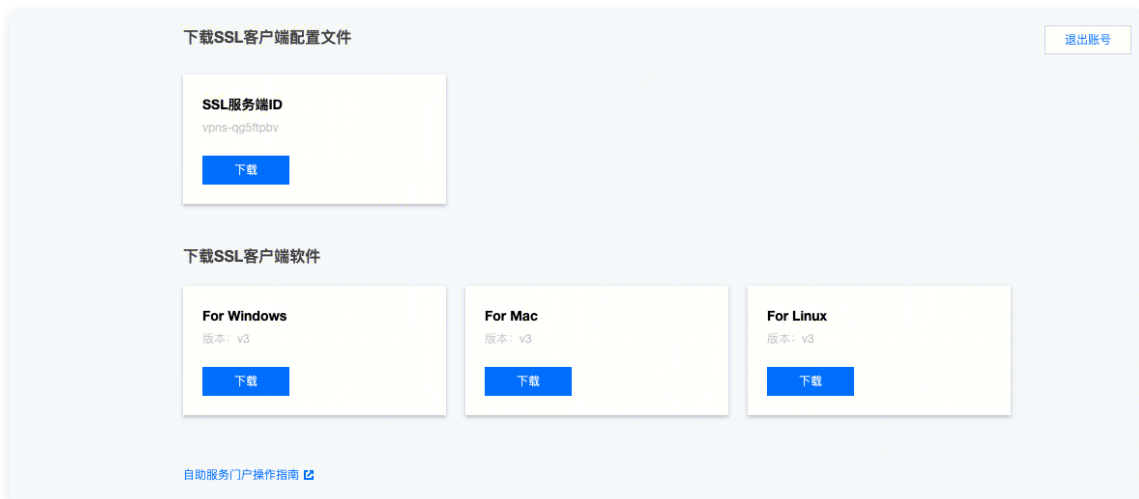 下载SSL客户端配置文件
退出账号
SSL服务端ID
vpns-qg5ftpbv
下载
下载SSL客户端软件
For Windows
版本：v3
下载
For Mac
版本：v3
下载
For Linux
版本：v3
下载
自助服务门户操作指南